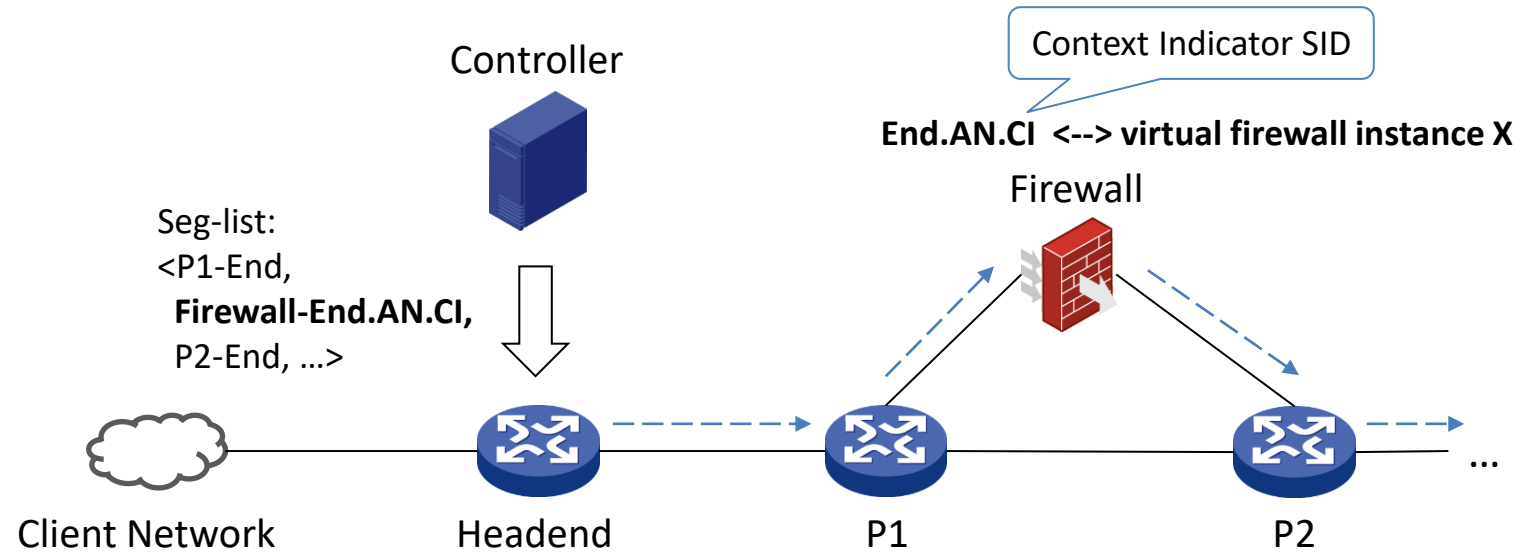 Context Indicator SID
Controller
End.AN.CI <--> virtual firewall instance X
Firewall
Seg-list:
<P1-End,
Firewall-End.AN.CI,
P2-End, …>
...
Client Network
Headend
P1
P2